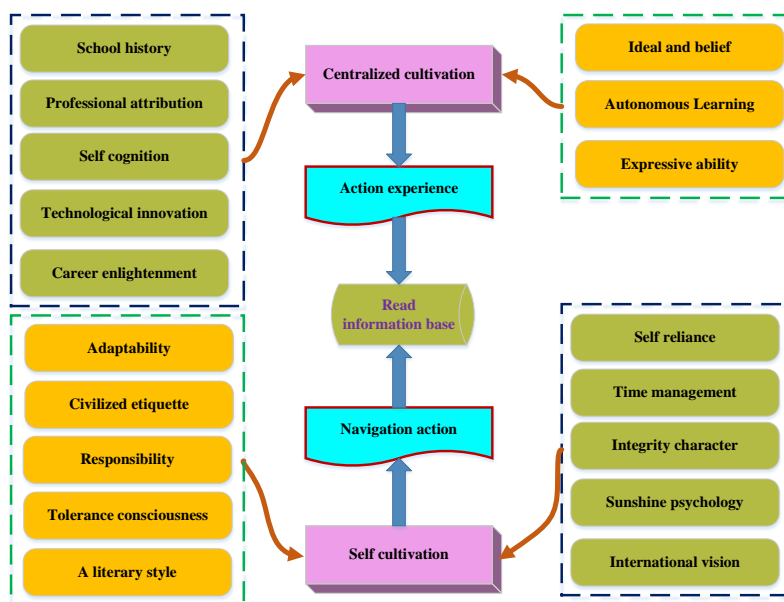 School history
Professional attribution
Self cognition
Technological innovation
Career enlightenment
Centralized cultivation
Ideal and belief
Autonomous Learning
Expressive ability
Action experience
Read
information base
Navigation action
Self cultivation
Adaptability
Civilized etiquette
Responsibility
Tolerance consciousness
A literary style
Self reliance
Time management
Integrity character
Sunshine psychology
International vision